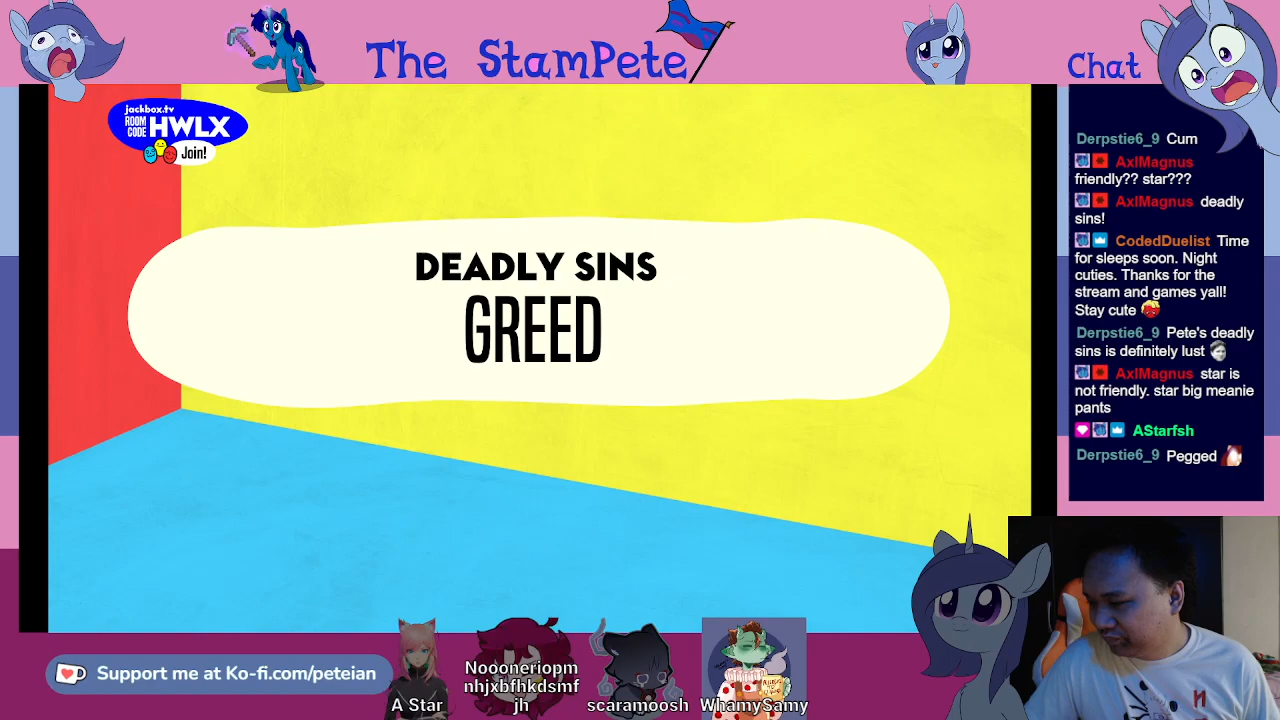 The StamPete
Chat
jackbox.tv
ROOM
CODE
HWLX
Join!
DEADLY SINS
GREED
Derpstie6_9 Cum
AxlMagnus
friendly?? star???
AxlMagnus deadly
sins!
CodedDuelist Time
for sleeps soon. Night
cuties. Thanks for the
stream and games yall!
Stay cute
Derpstie6_9 Pete's deadly
sins is definitely lust
AxlMagnus star is
not friendly. star big meanie
pants
AStarfsh
Derpstie6_9 Pegged
Support me at Ko-fi.com/peteian
A Star
Noooneriopm
nhjxbfhkdsmf
jh
scaramoosh
WhamySamy